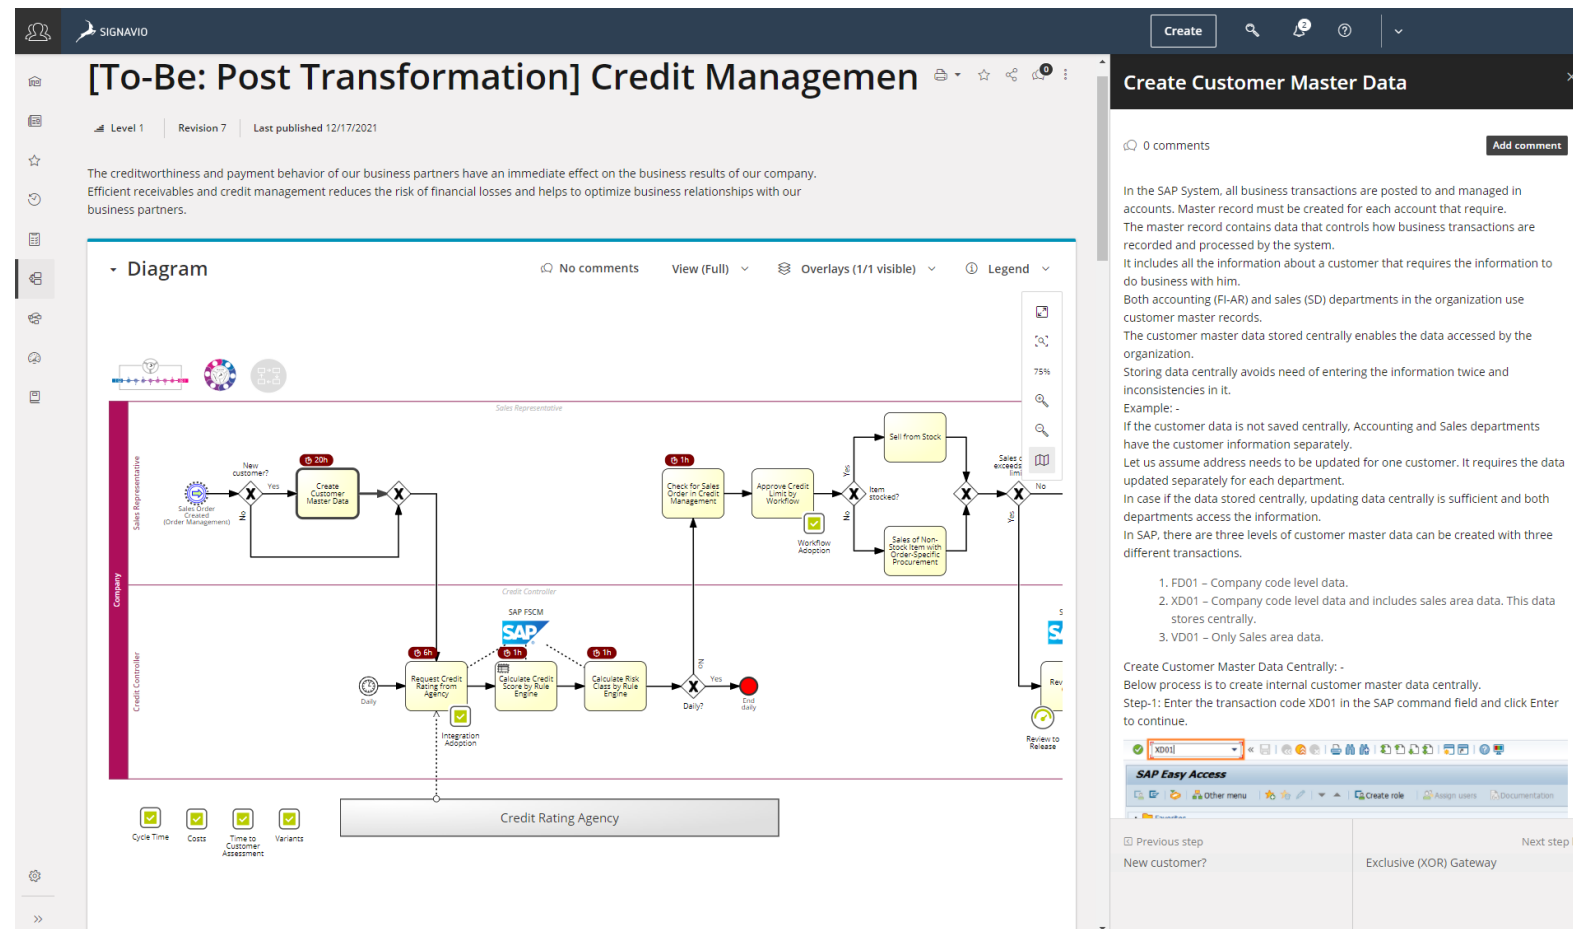 SIGNAVIO
Create
2
[To-Be: Post Transformation] Credit Managemen
0
Level 1
Revision 7
Last published 12/17/2021
The creditworthiness and payment behavior of our business partners have an immediate effect on the business results of our company.
Efficient receivables and credit management reduces the risk of financial losses and helps to optimize business relationships with our
business partners.
Diagram
No comments
View (Full)
Overlays (1/1 visible)
Legend
75%
Company
Sales Representative
Sales Representative
Sales Order
Created
(Order Management)
New
customer?
Yes
No
20h
Create
Customer
Master Data
1h
Check for Sales
Order in Credit
Management
Approve Credit
Limit by
Workflow
Workflow
Adoption
Item
stocked?
Yes
No
Sell from Stock
Sales of Non-
Stock Item with
Order-Specific
Procurement
Sales
exceeds
No
Yes
Credit Controller
Credit Controller
Daily
6h
Request Credit
Rating from
Agency
Integration
Adoption
SAP FSCM
SAP
1h
Calculate Credit
Score by Rule
Engine
1h
Calculate Risk
Class by Rule
Engine
Daily?
No
Yes
End
daily
S
S
Rev
Review to
Release
Credit Rating Agency
Cycle Time
Costs
Time to
Customer
Assessment
Variants
Create Customer Master Data
0 comments
Add comment
In the SAP System, all business transactions are posted to and managed in
accounts. Master record must be created for each account that require.
The master record contains data that controls how business transactions are
recorded and processed by the system.
It includes all the information about a customer that requires the information to
do business with him.
Both accounting (FI-AR) and sales (SD) departments in the organization use
customer master records.
The customer master data stored centrally enables the data accessed by the
organization.
Storing data centrally avoids need of entering the information twice and
inconsistencies in it.
Example: -
If the customer data is not saved centrally, Accounting and Sales departments
have the customer information separately.
Let us assume address needs to be updated for one customer. It requires the data
updated separately for each department.
In case if the data stored centrally, updating data centrally is sufficient and both
departments access the information.
In SAP, there are three levels of customer master data can be created with three
different transactions.
1. FD01 – Company code level data.
2. XD01 – Company code level data and includes sales area data. This data
stores centrally.
3. VD01 – Only Sales area data.
Create Customer Master Data Centrally: -
Below process is to create internal customer master data centrally.
Step-1: Enter the transaction code XD01 in the SAP command field and click Enter
to continue.
XD01
SAP Easy Access
Other menu
Create role
Assign users
Documentation
Previous step
New customer?
Next step
Exclusive (XOR) Gateway